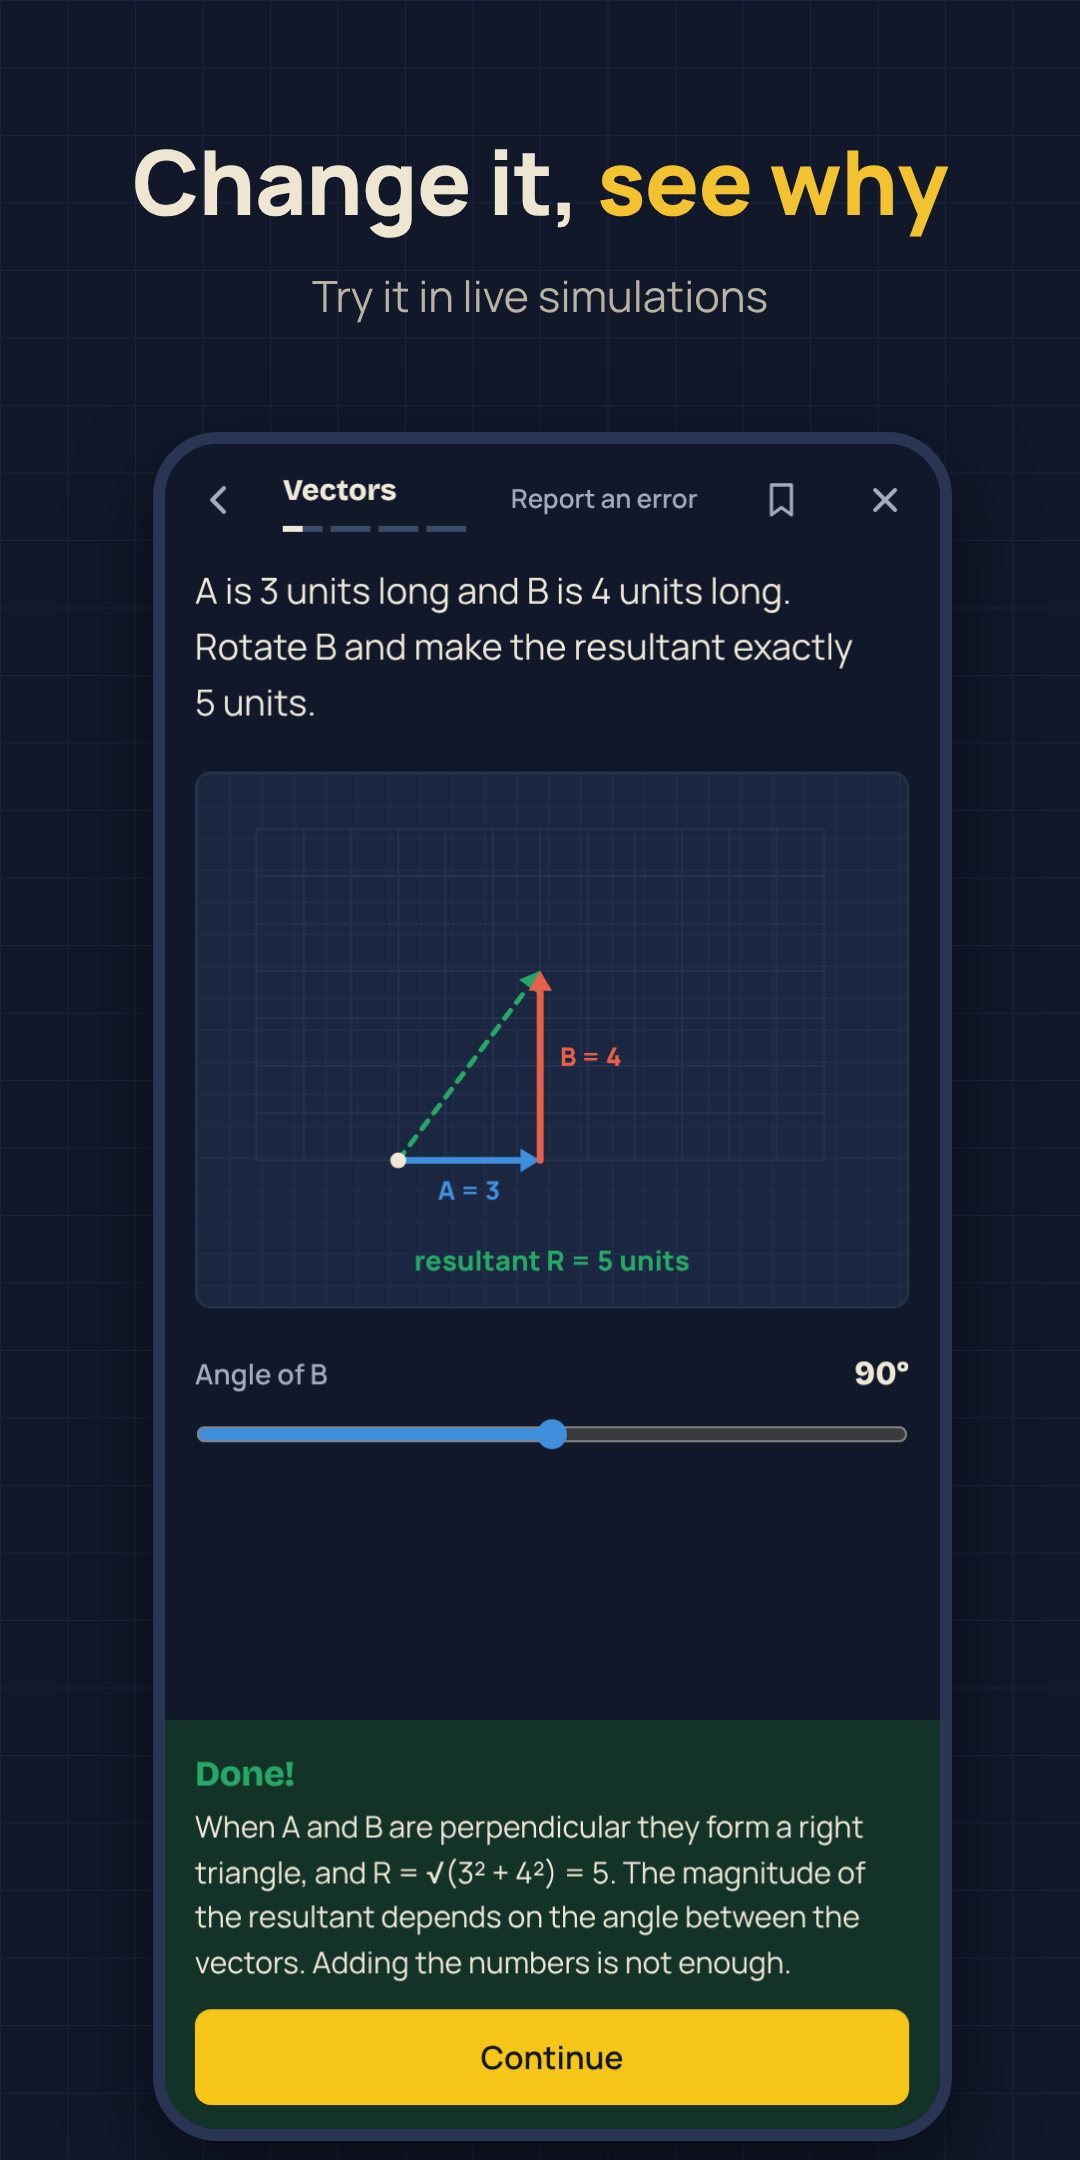 Change it, see why
Try it in live simulations
Vectors
Report an error
A is 3 units long and B is 4 units long.
Rotate B and make the resultant exactly
5 units.
B = 4
A = 3
resultant R = 5 units
Angle of B
90°
Done!
When A and B are perpendicular they form a right
triangle, and R = √(3² + 4²) = 5. The magnitude of
the resultant depends on the angle between the
vectors. Adding the numbers is not enough.
Continue